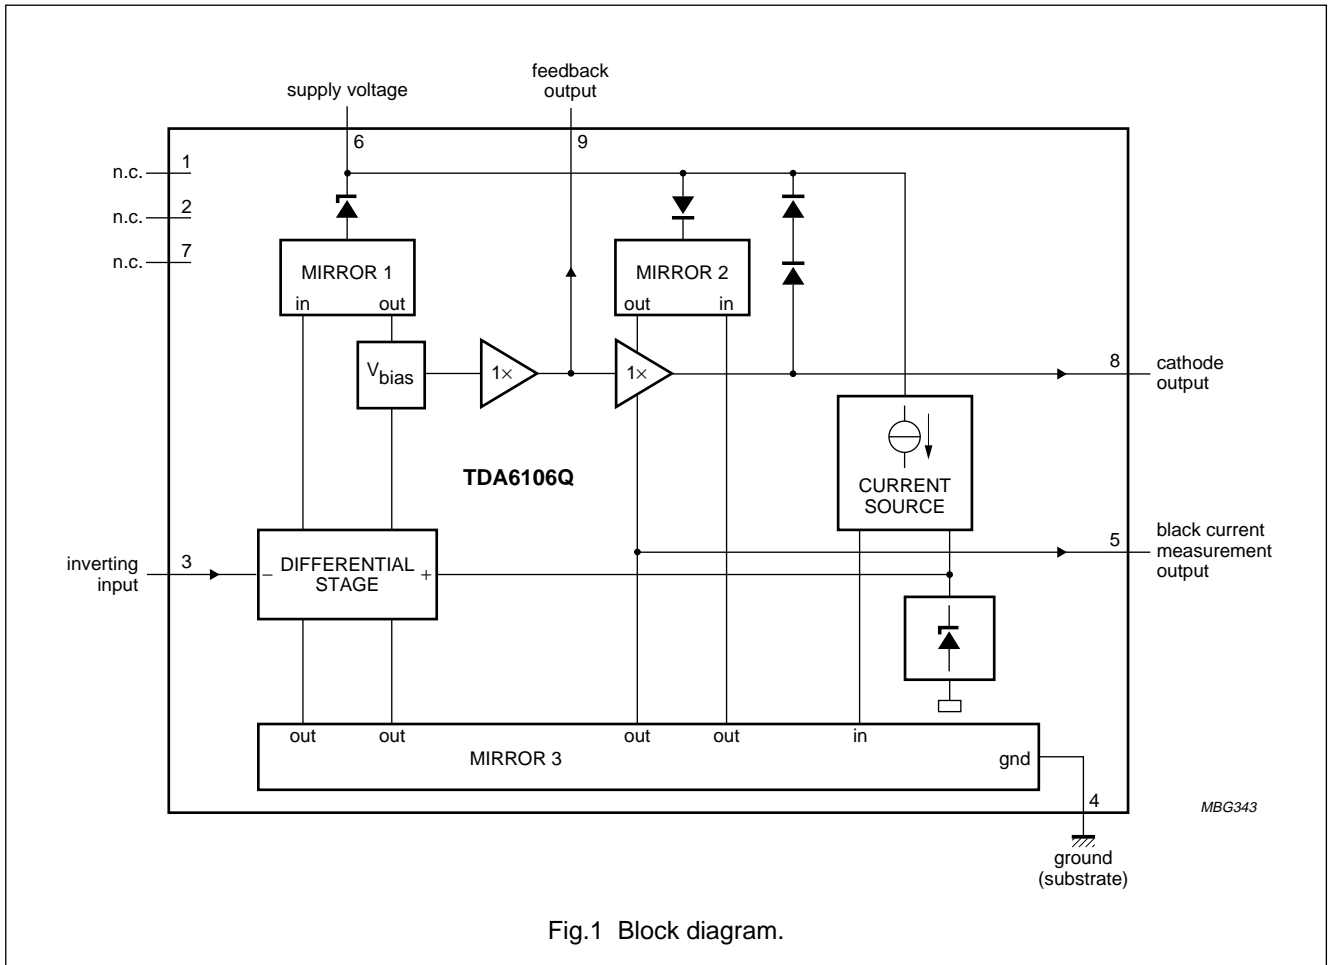 feedback
output
supply voltage
6
9
n.c.
1
n.c.
2
n.c.
7
MIRROR 1
in
out
MIRROR 2
out
in
Vbias
1×
1×
8
cathode
output
TDA6106Q
CURRENT
SOURCE
inverting
input
3
−
DIFFERENTIAL
STAGE
+
5
black current
measurement
output
out
out
out
out
in
MIRROR 3
gnd
4
MBG343
ground
(substrate)
Fig.1 Block diagram.